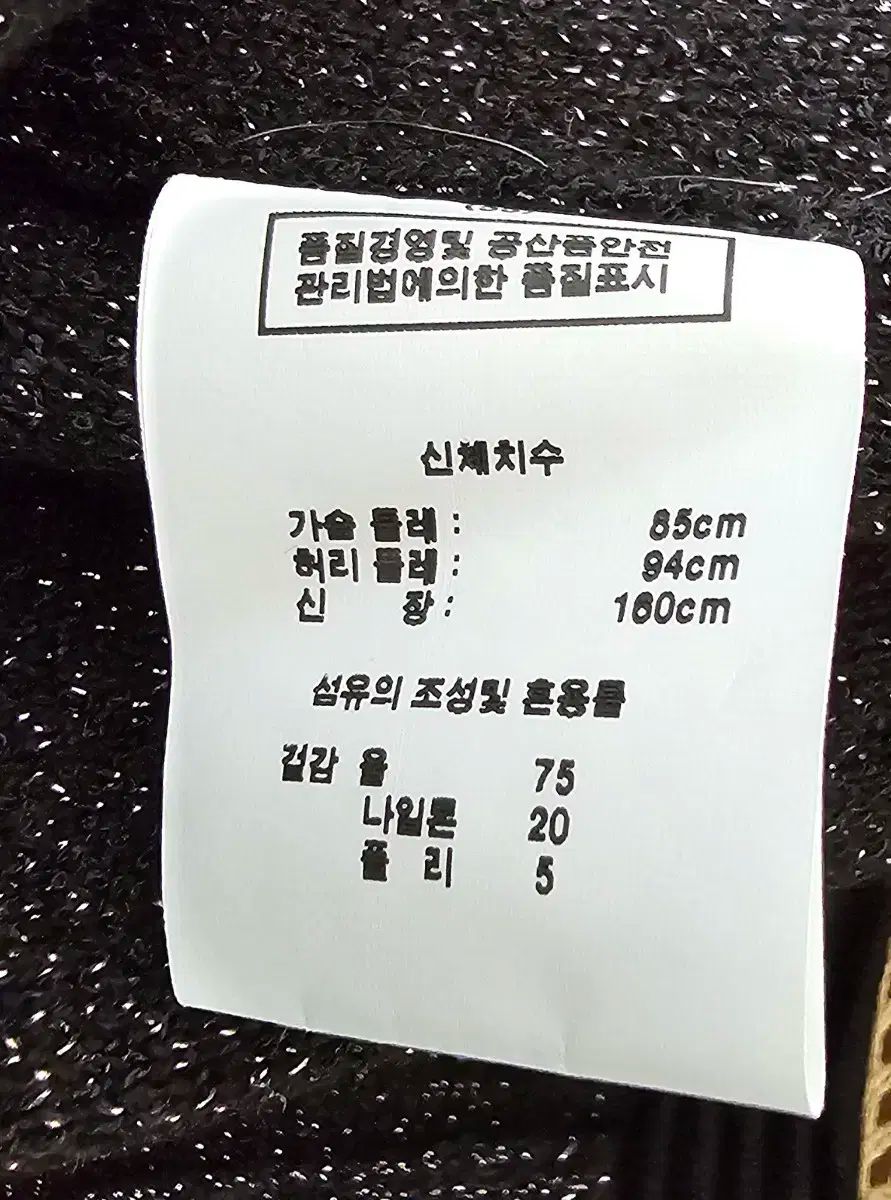 품질경영및 공산품안전
관리법에의한 품질표시
신체치수
가슴 둘레 : 85cm
허리 둘레 : 94cm
신 장 : 160cm
섬유의 조성및 혼용률
겉감 울 75
나일론 20
폴 리 5